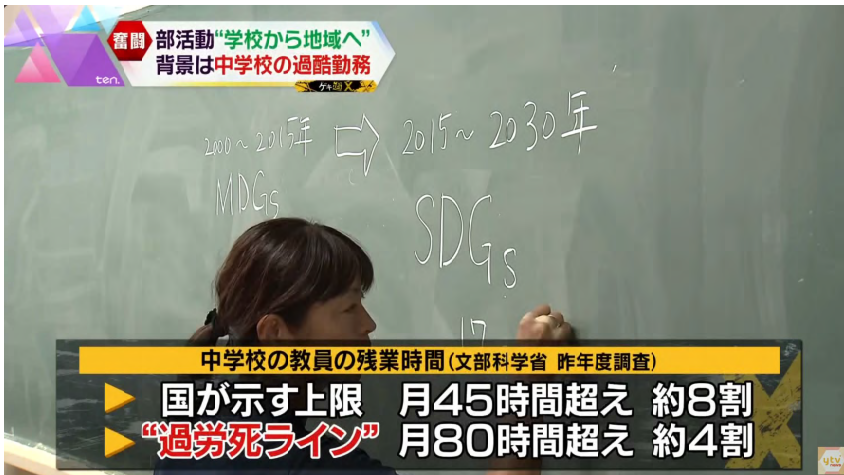 奮闘
部活動“学校から地域へ”
背景は中学校の過酷勤務
ten.
2000～2015年 ⇨ 2015～2030年
MDGs
SDGs
17
中学校の教員の残業時間(文部科学省 昨年度調査)
国が示す上限 月45時間超え 約8割
“過労死ライン” 月80時間超え 約4割
ytv